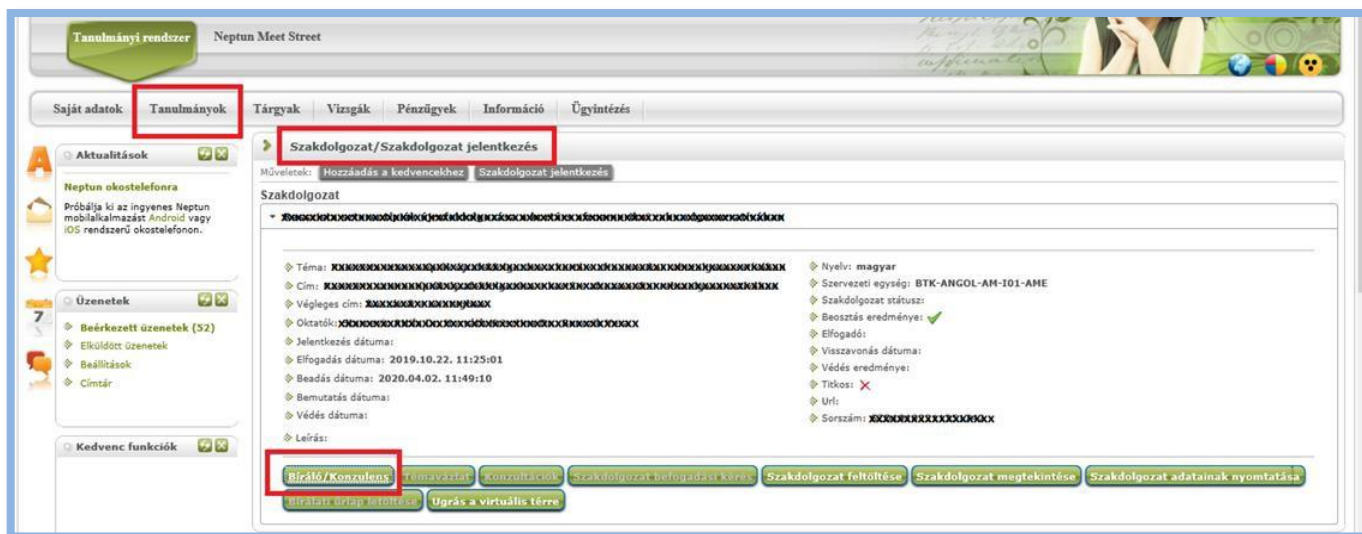 Tanulmányi rendszer Neptun Meet Street
Saját adatok Tanulmányok Tárgyak Vizsgák Pénzügyek Információ Ügyintézés
Aktualitások
Neptun okostelefonra
Próbálja ki az ingyenes Neptun
mobilalkalmazást Android vagy
iOS rendszerű okostelefonon.
7
Üzenetek
Beérkezett üzenetek (52)
Elküldött üzenetek
Beállítások
Címtár
Kedvenc funkciók
Szakdolgozat/Szakdolgozat jelentkezés
Műveletek: Hozzáadás a kedvencekhez Szakdolgozat jelentkezés
Szakdolgozat
Téma:
Cím:
Végleges cím:
Oktatók:
Jelentkezés dátuma:
Elfogadás dátuma: 2019.10.22. 11:25:01
Beadás dátuma: 2020.04.02. 11:49:10
Bemutatás dátuma:
Védés dátuma:
Leírás:
Nyelv: magyar
Szervezeti egység: BTK-ANGOL-AM-I01-AME
Szakdolgozat státusz:
Beosztás eredménye:
Elfogadó:
Visszavonás dátuma:
Védés eredménye:
Titkos:
Url:
Sorszám:
Bíráló/Konzulens Témavázlat Konzultációk Szakdolgozat befogadási kérés Szakdolgozat feltöltése Szakdolgozat megtekintése Szakdolgozat adatainak nyomtatása
Bírálati űrlap letöltése Ugrás a virtuális térre